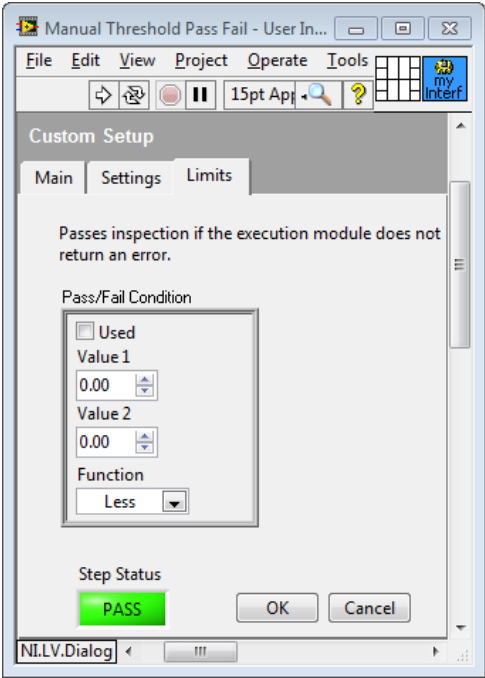 Manual Threshold Pass Fail - User In...
File Edit View Project Operate Tools
15pt App
my
Interf
Custom Setup
Main Settings Limits
Passes inspection if the execution module does not
return an error.
Pass/Fail Condition
Used
Value 1
0.00
Value 2
0.00
Function
Less
Step Status
PASS OK Cancel
NI.LV.Dialog